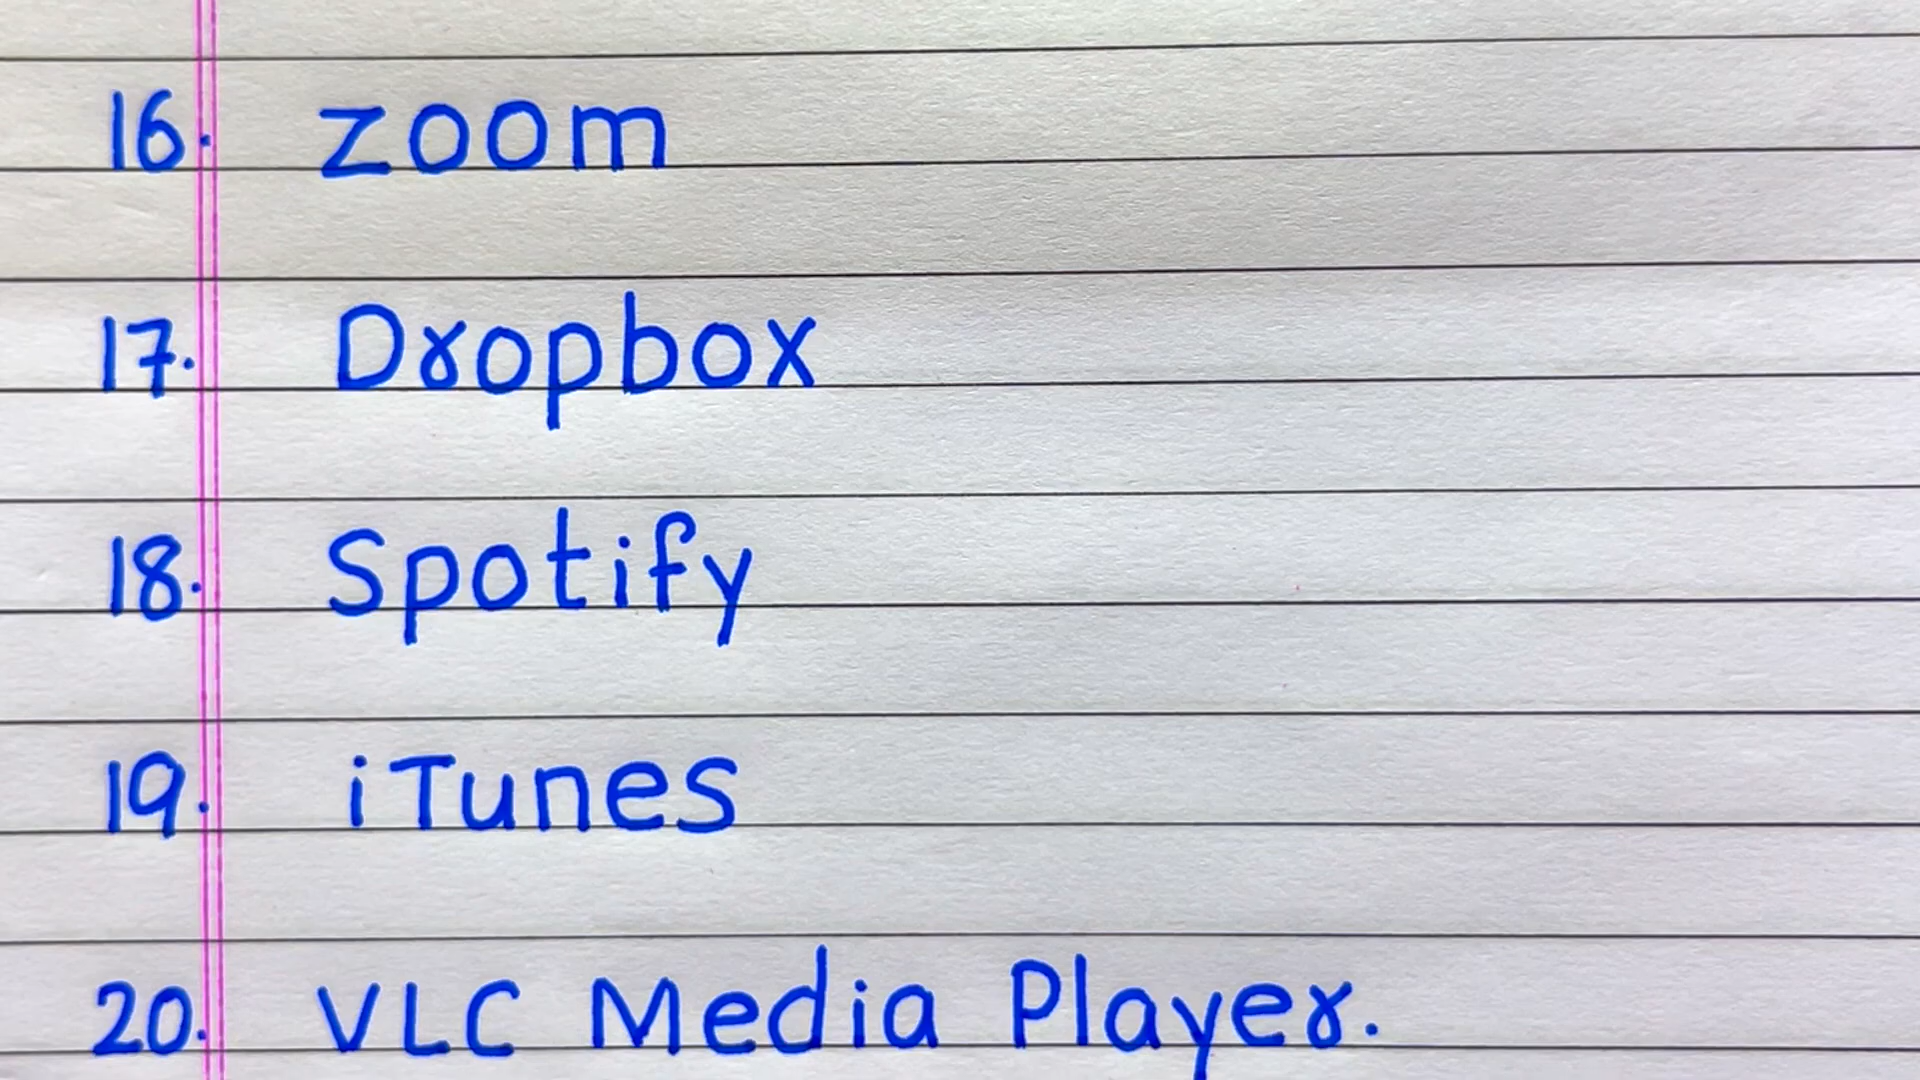 16. Zoom
17. Dropbox
18. Spotify
19. iTunes
20. VLC Media Player.